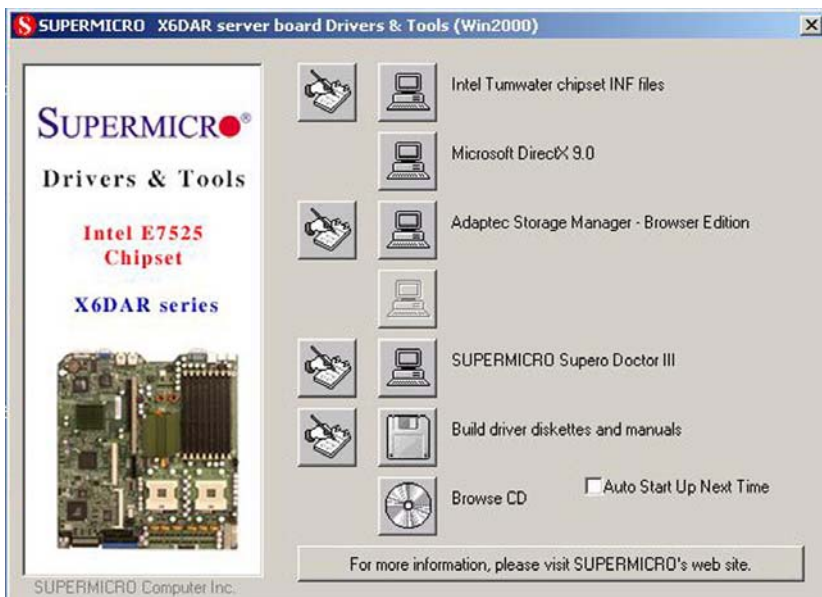 SUPERMICRO X6DAR server board Drivers & Tools (Win2000)
SUPERMICRO®
Drivers & Tools
Intel E7525
Chipset
X6DAR series
SUPERMICRO Computer Inc.
Intel Tumwater chipset INF files
Microsoft DirectX 9.0
Adaptec Storage Manager - Browser Edition
SUPERMICRO Supero Doctor III
Build driver diskettes and manuals
Browse CD
Auto Start Up Next Time
For more information, please visit SUPERMICRO's web site.